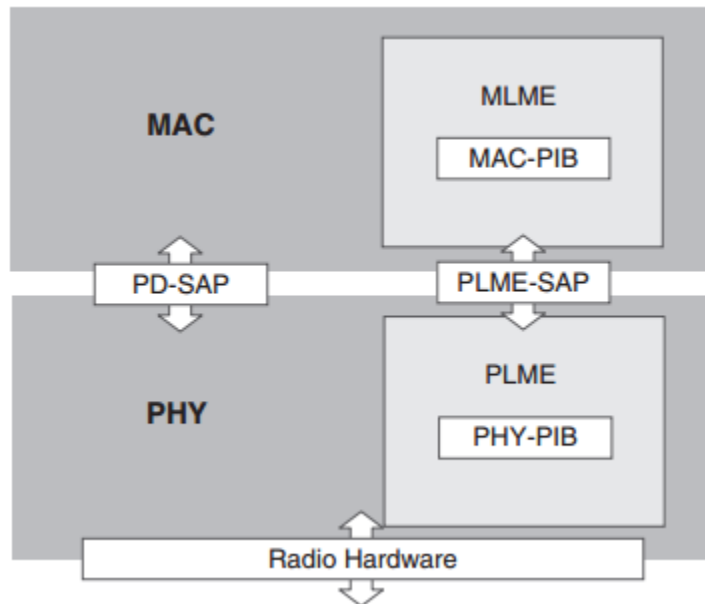 MLME
MAC
MAC-PIB
PD-SAP
PLME-SAP
PLME
PHY
PHY-PIB
Radio Hardware